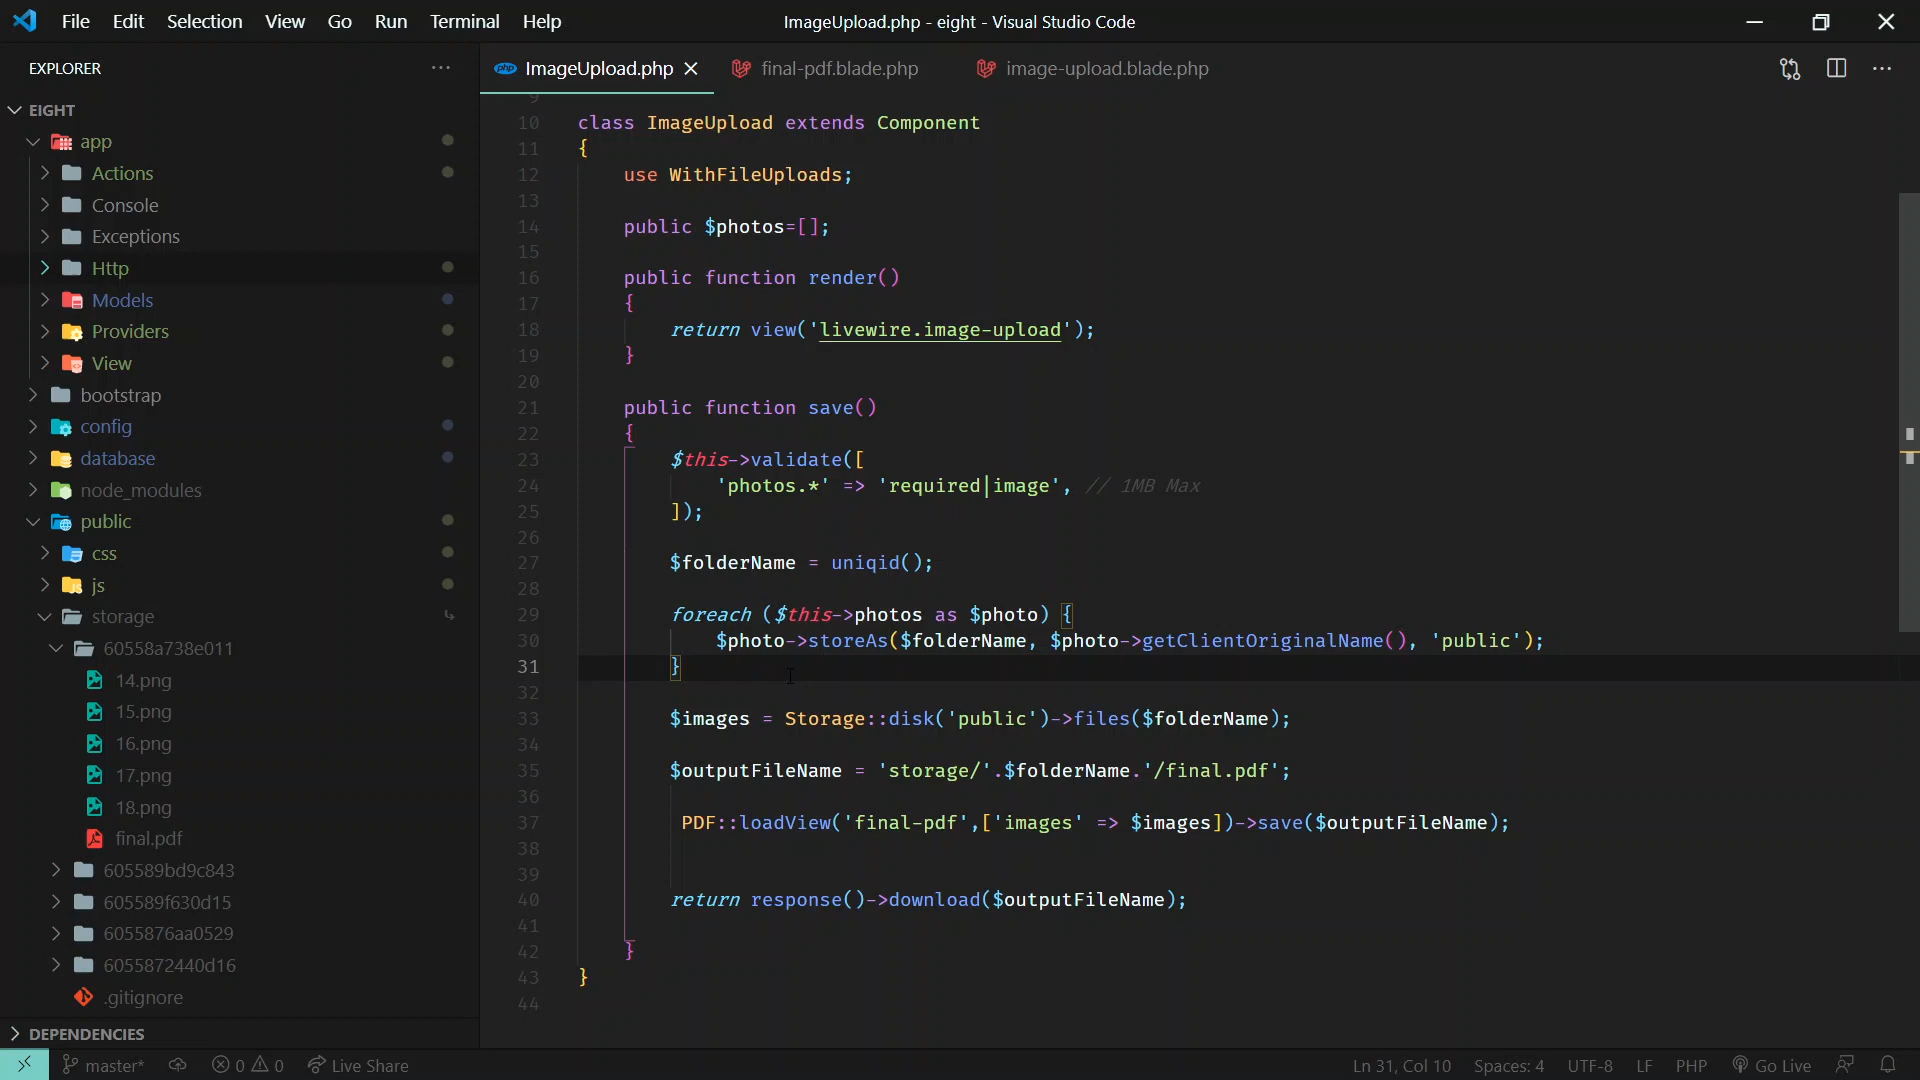 File Edit Selection View Go Run Terminal Help
ImageUpload.php - eight - Visual Studio Code
EXPLORER
EIGHT
app
Actions
Console
Exceptions
Http
Models
Providers
View
bootstrap
config
database
node_modules
public
css
js
storage
60558a738e011
14.png
15.png
16.png
17.png
18.png
final.pdf
605589bd9c843
605589f630d15
6055876aa0529
6055872440d16
.gitignore
DEPENDENCIES
php ImageUpload.php final-pdf.blade.php image-upload.blade.php
9
10 class ImageUpload extends Component
11 {
12 use WithFileUploads;
13
14 public $photos=[];
15
16 public function render()
17 {
18 return view('livewire.image-upload');
19 }
20
21 public function save()
22 {
23 $this->validate([
24 'photos.*' => 'required|image', // 1MB Max
25 ]);
26
27 $folderName = uniqid();
28
29 foreach ($this->photos as $photo) {
30 $photo->storeAs($folderName, $photo->getClientOriginalName(), 'public');
31 }
32
33 $images = Storage::disk('public')->files($folderName);
34
35 $outputFileName = 'storage/'.$folderName.'/final.pdf';
36
37 PDF::loadView('final-pdf',['images' => $images])->save($outputFileName);
38
39
40 return response()->download($outputFileName);
41
42 }
43 }
44
master* 0 0 Live Share
Ln 31, Col 10 Spaces: 4 UTF-8 LF PHP Go Live